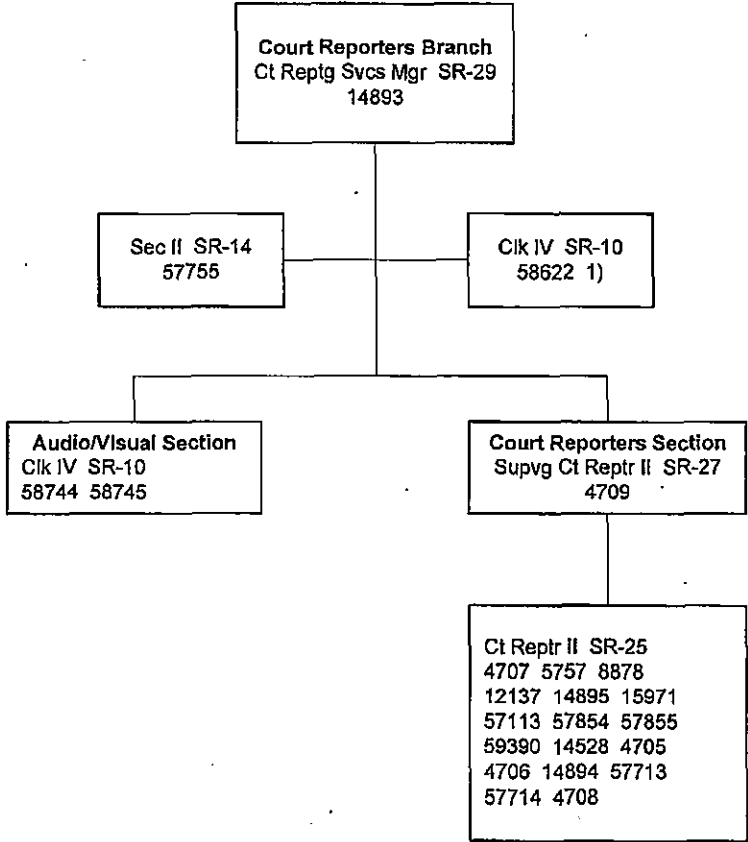 Court Reporters Branch
Ct Reptg Svcs Mgr SR-29
14893
Sec II SR-14
57755
Clk IV SR-10
58622 1)
Audio/Visual Section
Clk IV SR-10
58744 58745
Court Reporters Section
Supvg Ct Reptr II SR-27
4709
Ct Reptr II SR-25
4707 5757 8878
12137 14895 15971
57113 57854 57855
59390 14528 4705
4706 14894 57713
57714 4708